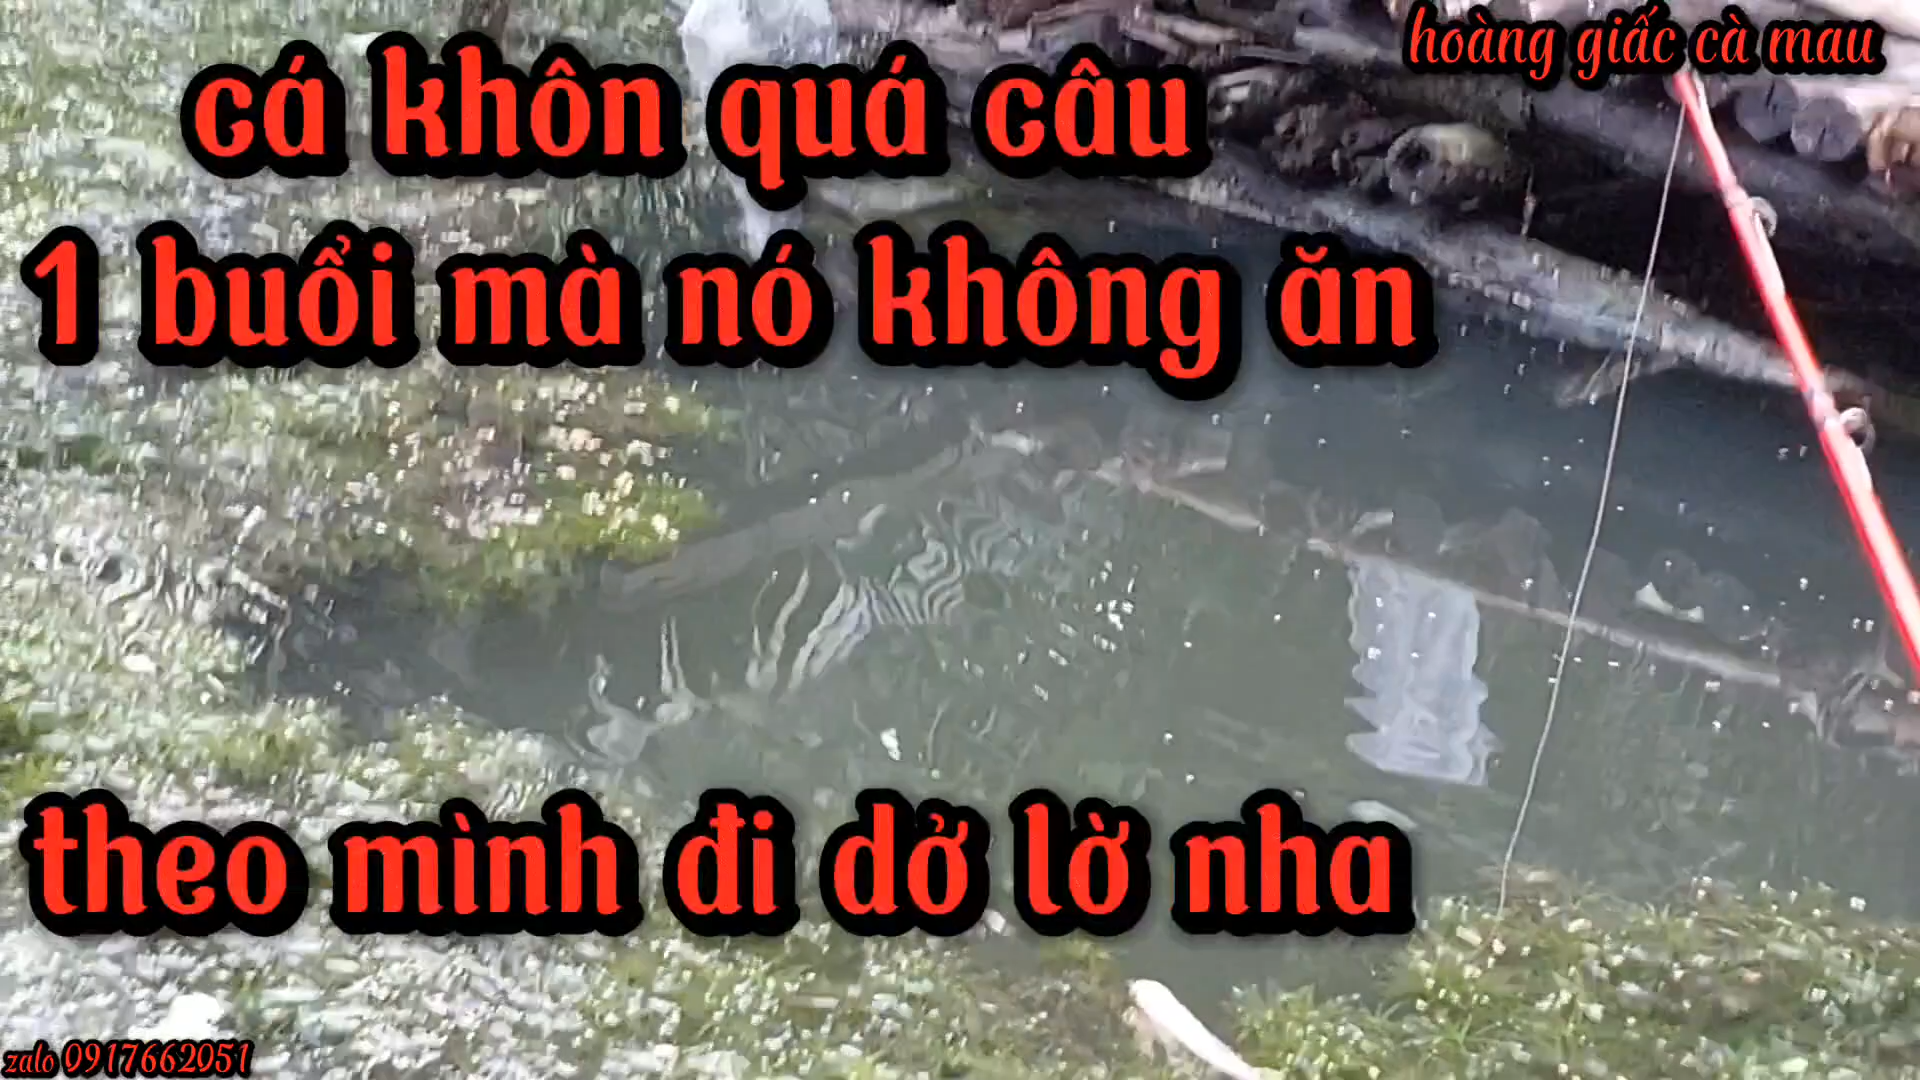 hoàng giấc cà mau
cá khôn quá câu
1 buổi mà nó không ăn
theo mình đi dở lờ nha
zalo 0917662051